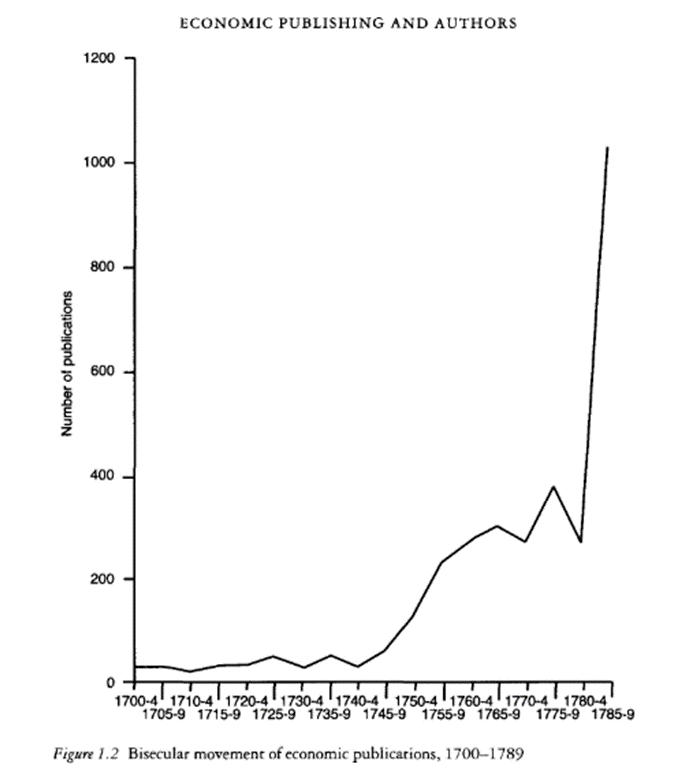 ECONOMIC PUBLISHING AND AUTHORS
1200
1000
800
600
400
200
0
Number of publications
1700-4 1710-4 1720-4 1730-4 1740-4 1750-4 1760-4 1770-4 1780-4
1705-9 1715-9 1725-9 1735-9 1745-9 1755-9 1765-9 1775-9 1785-9
Figure 1.2 Bisecular movement of economic publications, 1700–1789